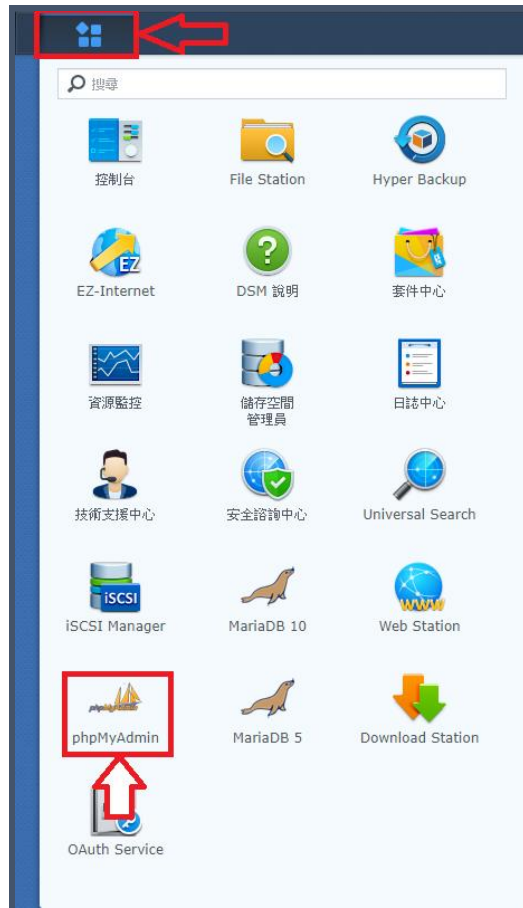 搜尋
控制台
File Station
Hyper Backup
EZ
EZ-Internet
DSM 說明
套件中心
資源監控
儲存空間
管理員
日誌中心
技術支援中心
安全諮詢中心
Universal Search
iSCSI
iSCSI Manager
MariaDB 10
WWW
Web Station
phpMyAdmin
phpMyAdmin
MariaDB 5
Download Station
OAuth Service